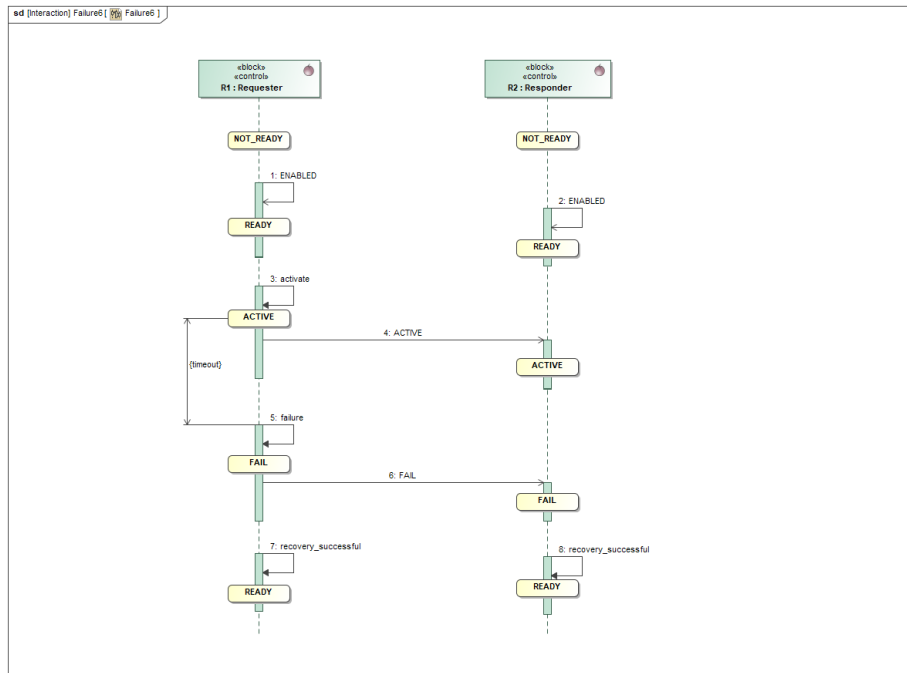 sd [Interaction] Failure6 [ Failure6 ]
«block»
«control»
R1 : Requester
«block»
«control»
R2 : Responder
NOT_READY
NOT_READY
1: ENABLED
2: ENABLED
READY
READY
3: activate
ACTIVE
4: ACTIVE
{timeout}
ACTIVE
5: failure
FAIL
6: FAIL
FAIL
7: recovery_successful
8: recovery_successful
READY
READY